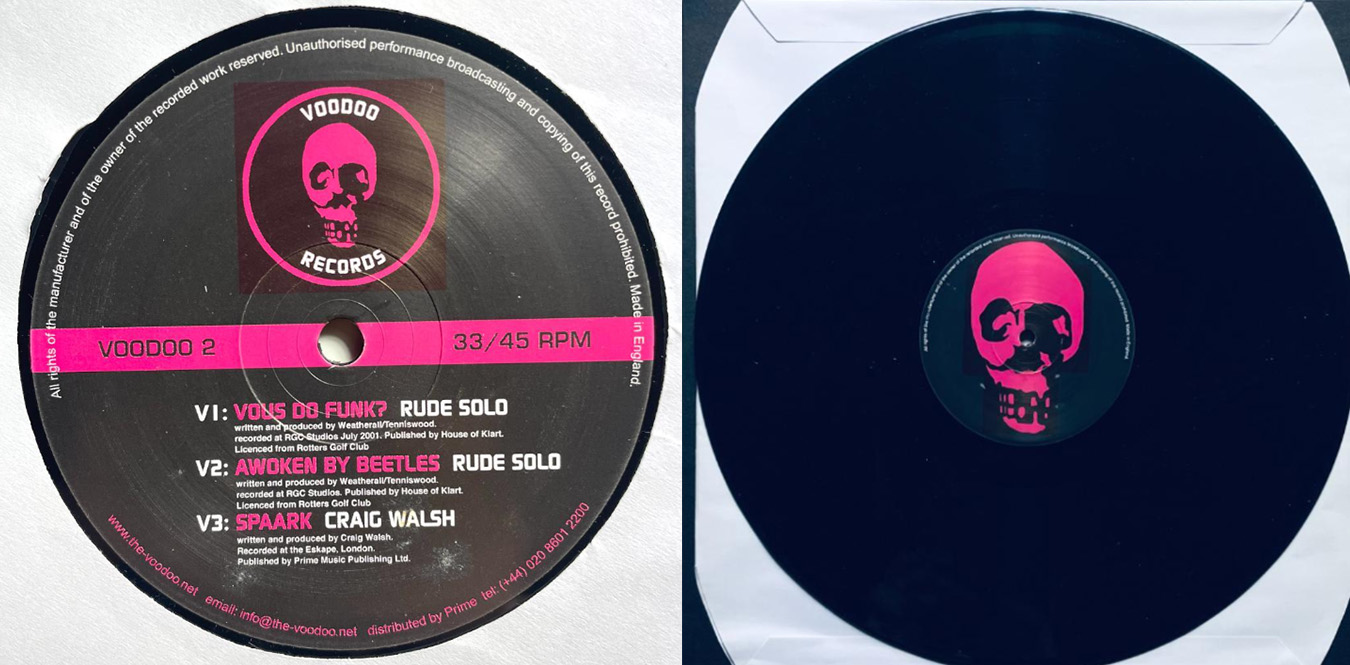 All rights of the manufacturer and of the owner of the recorded work reserved. Unauthorised performance broadcasting and copying of this record prohibited. Made in England.
VOODOO
RECORDS
VOODOO 2
33/45 RPM
V1: VOUS DO FUNK? RUDE SOLO
written and produced by Weatherall/Tenniswood.
recorded at RGC Studios July 2001. Published by House of Klart.
Licenced from Rotters Golf Club
V2: AWOKEN BY BEETLES RUDE SOLO
written and produced by Weatherall/Tenniswood.
recorded at RGC Studios. Published by House of Klart.
Licenced from Rotters Golf Club
V3: SPAARK CRAIG WALSH
written and produced by Craig Walsh.
Recorded at the Eskape, London.
Published by Prime Music Publishing Ltd.
www.the-voodoo.net email: info@the-voodoo.net distributed by Prime tel: (+44) 020 8601 2200